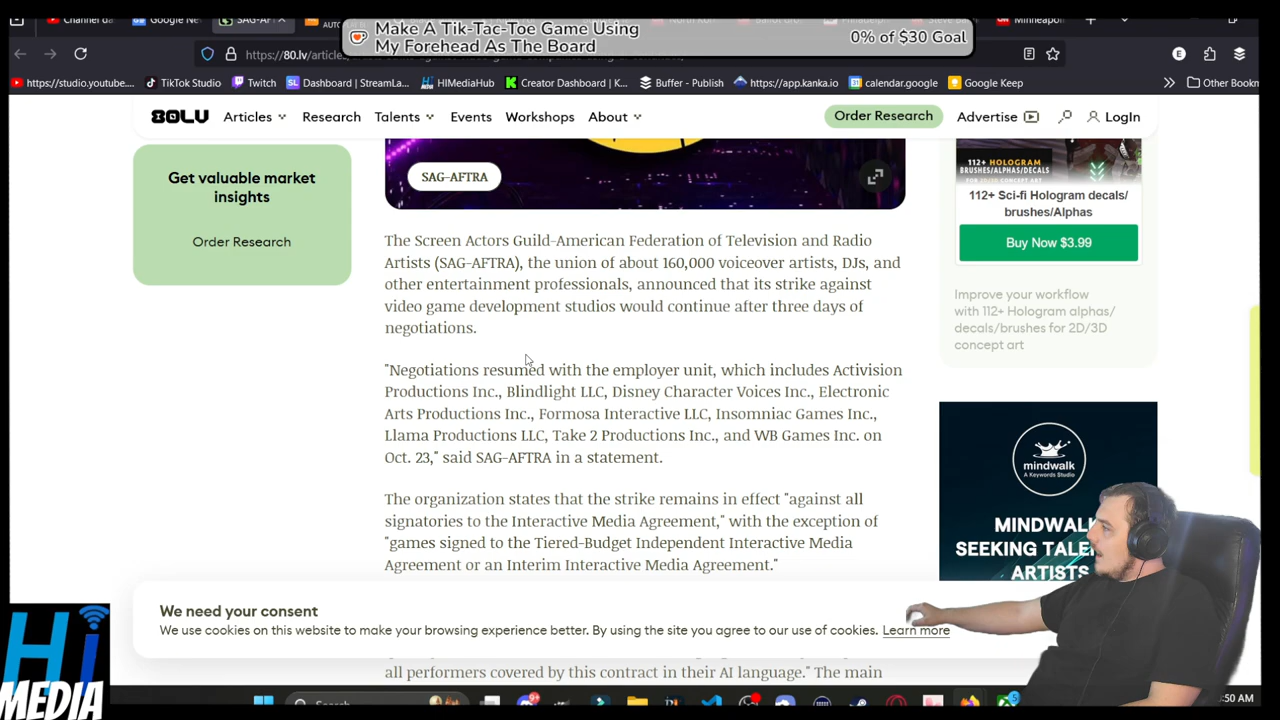 Channel da
Google Ne
SAG-AF
AUTO
North Kor
Philadelp
Steve Ba
Minneapol
Make A Tik-Tac-Toe Game Using
My Forehead As The Board
0% of $30 Goal
https://80.lv/article
https://studio.youtube....
TikTok Studio
Twitch
Dashboard | StreamLa...
HIMediaHub
Creator Dashboard | K...
Buffer - Publish
https://app.kanka.io
calendar.google
Google Keep
Other Bookm
80LV
Articles
Research
Talents
Events
Workshops
About
Order Research
Advertise
LogIn
Get valuable market
insights
Order Research
SAG-AFTRA
112+ HOLOGRAM
BRUSHES/ALPHAS/DECALS
112+ Sci-fi Hologram decals/
brushes/Alphas
Buy Now $3.99
Improve your workflow
with 112+ Hologram alphas/
decals/brushes for 2D/3D
concept art
The Screen Actors Guild-American Federation of Television and Radio
Artists (SAG-AFTRA), the union of about 160,000 voiceover artists, DJs, and
other entertainment professionals, announced that its strike against
video game development studios would continue after three days of
negotiations.
"Negotiations resumed with the employer unit, which includes Activision
Productions Inc., Blindlight LLC, Disney Character Voices Inc., Electronic
Arts Productions Inc., Formosa Interactive LLC, Insomniac Games Inc.,
Llama Productions LLC, Take 2 Productions Inc., and WB Games Inc. on
Oct. 23," said SAG-AFTRA in a statement.
The organization states that the strike remains in effect "against all
signatories to the Interactive Media Agreement," with the exception of
"games signed to the Tiered-Budget Independent Interactive Media
Agreement or an Interim Interactive Media Agreement."
mindwalk
A Keywords Studio
MINDWAL
SEEKING TALEN
ARTISTS
We need your consent
We use cookies on this website to make your browsing experience better. By using the site you agree to our use of cookies. Learn more
all performers covered by this contract in their AI language." The main
Hi
MEDIA
Search
:50 AM